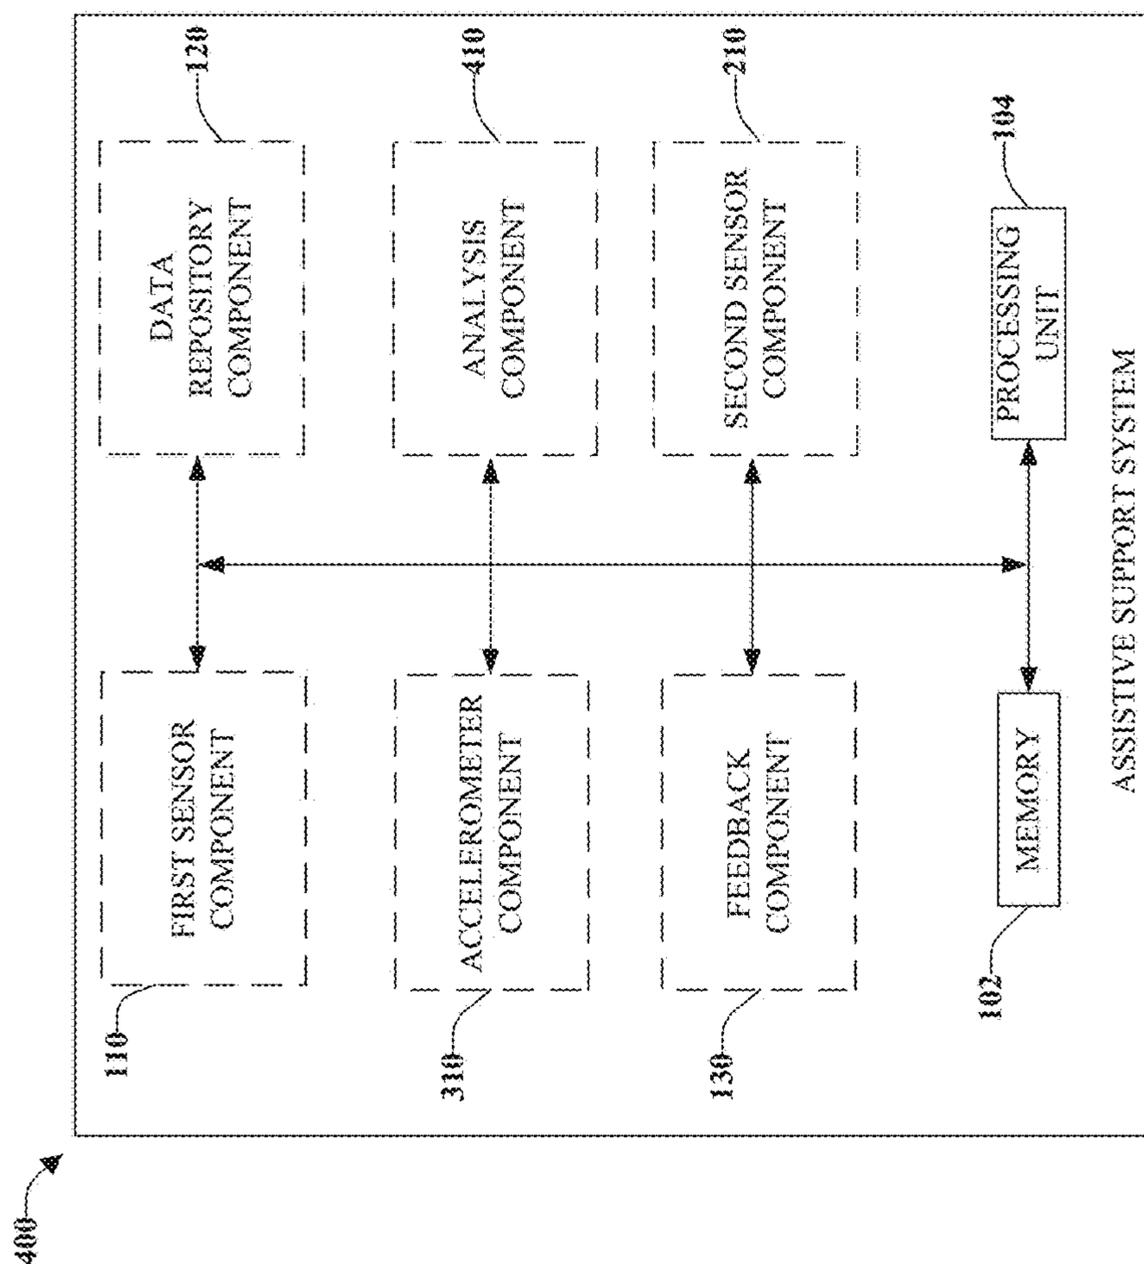 400
110
FIRST SENSOR
COMPONENT
120
DATA
REPOSITORY
COMPONENT
310
ACCELEROMETER
COMPONENT
410
ANALYSIS
COMPONENT
130
FEEDBACK
COMPONENT
210
SECOND SENSOR
COMPONENT
102
MEMORY
104
PROCESSING
UNIT
ASSISTIVE SUPPORT SYSTEM